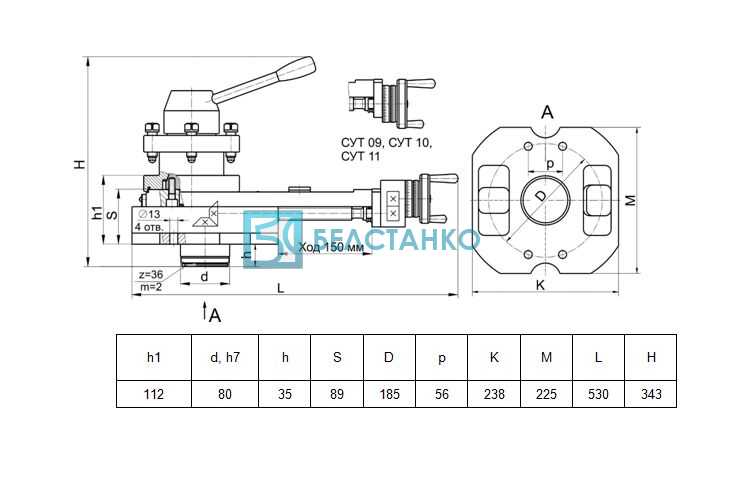 A
СУТ 09, СУТ 10,
СУТ 11
H
h1
S
∅13
4 отв.
БЕЛСТАНКО
Ход 150 мм
h
z=36
m=2
d
L
A
p
D
M
K
h1 d, h7 h S D p K M L H
112 80 35 89 185 56 238 225 530 343